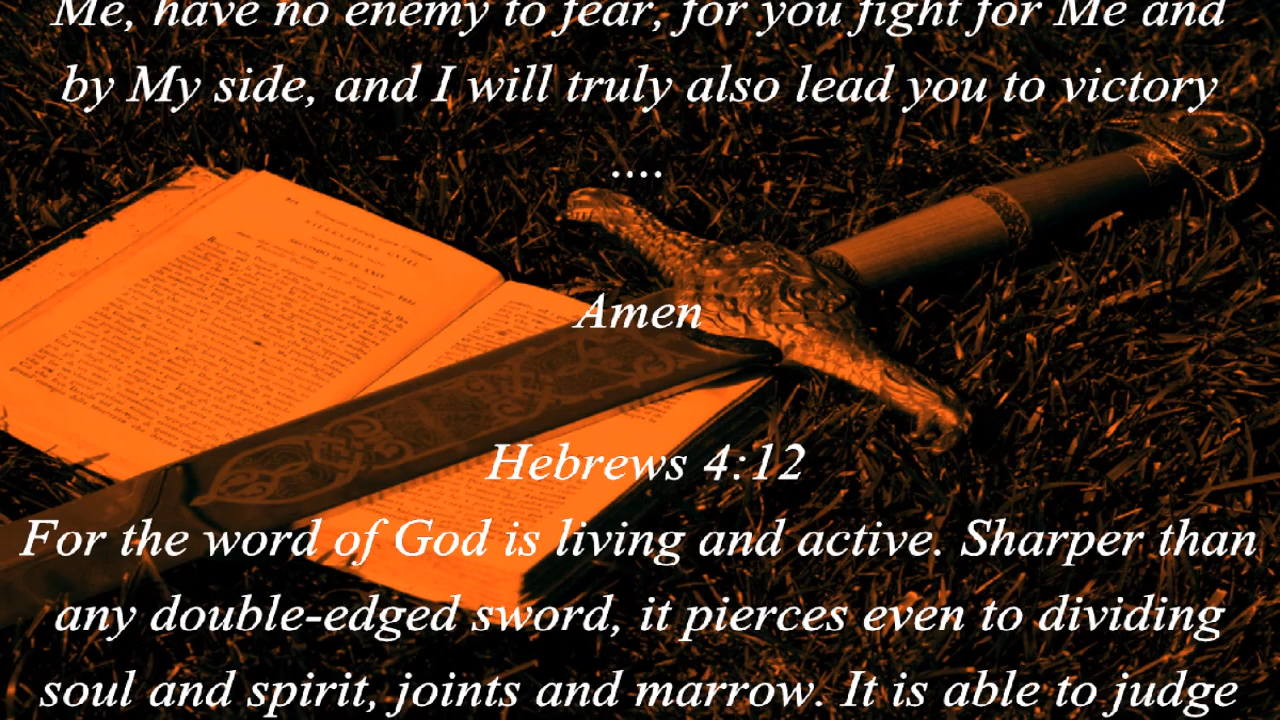 Me, have no enemy to fear, for you fight for Me and
by My side, and I will truly also lead you to victory
....
Amen
Hebrews 4:12
For the word of God is living and active. Sharper than
any double-edged sword, it pierces even to dividing
soul and spirit, joints and marrow. It is able to judge